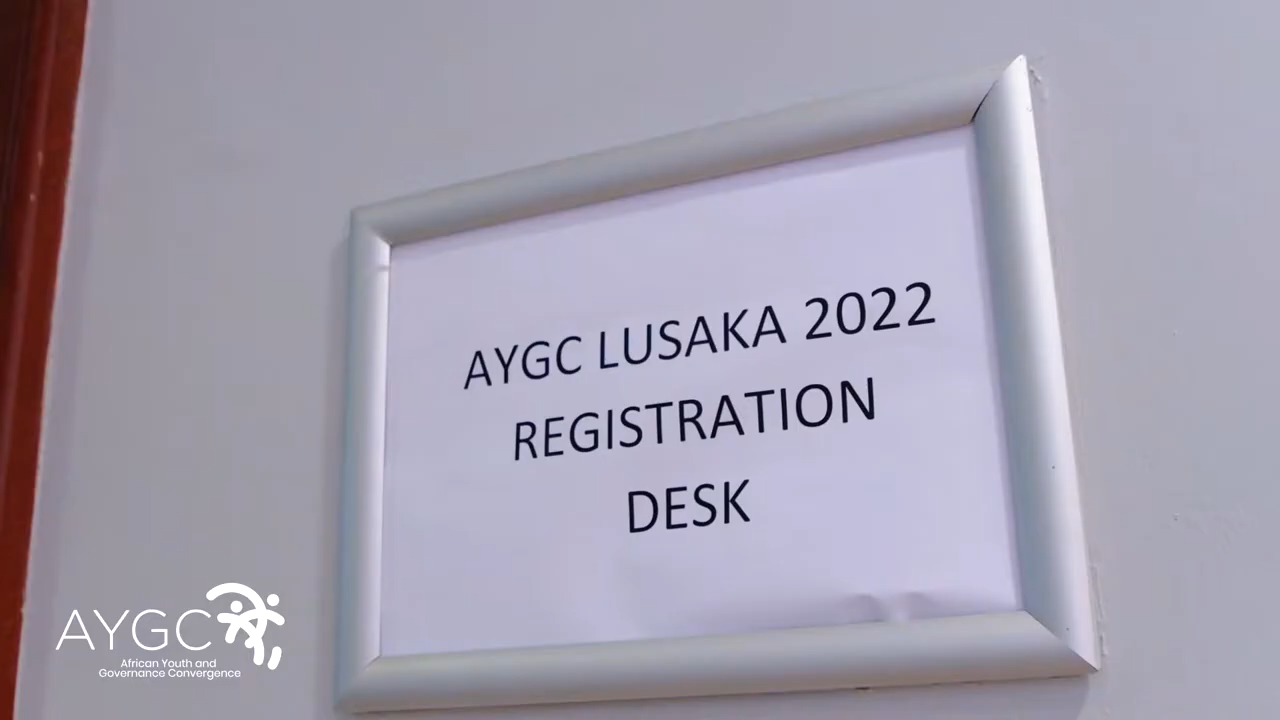 AYGC LUSAKA 2022
REGISTRATION
DESK
AYGC
African Youth and
Governance Convergence